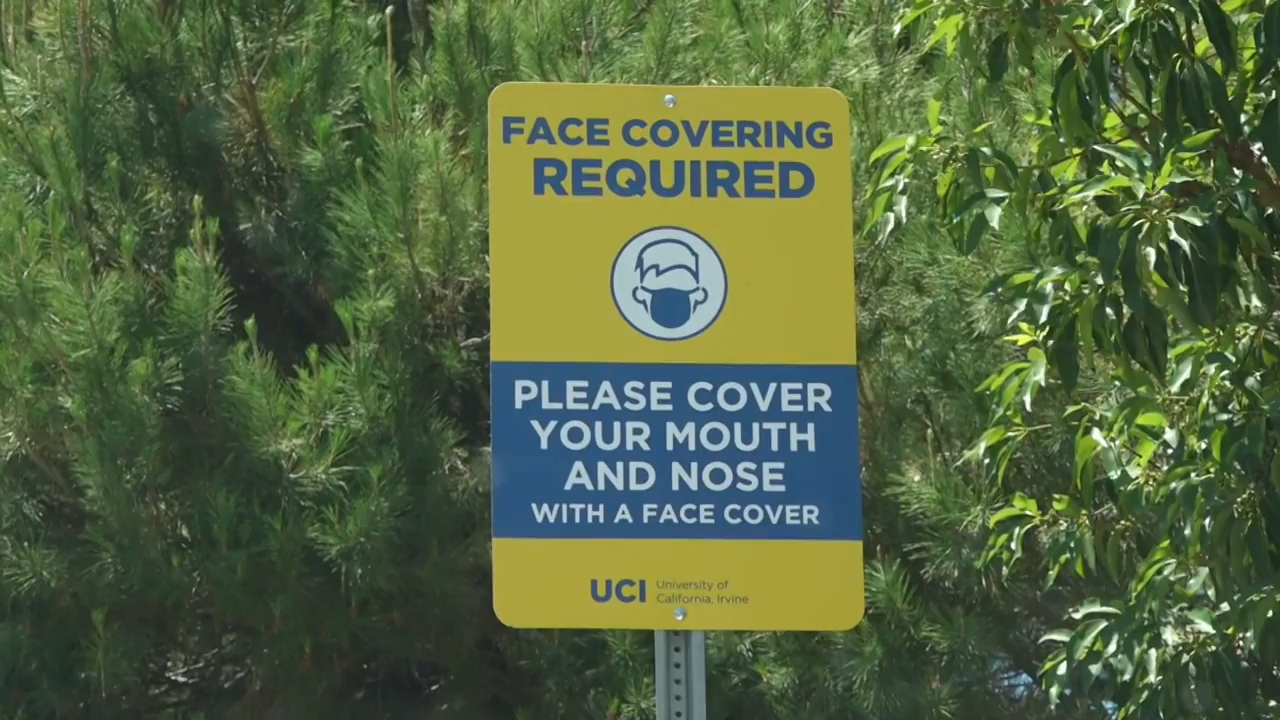 FACE COVERING
REQUIRED
PLEASE COVER
YOUR MOUTH
AND NOSE
WITH A FACE COVER
UCI University of
California, Irvine